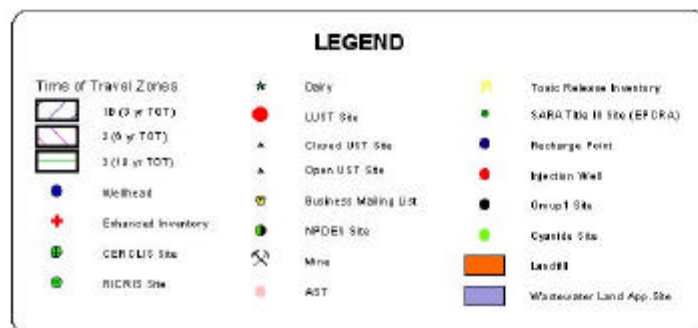 LEGEND
Time of Travel Zones
1B (3 yr TOT)
2 (6 yr TOT)
3 (10 yr TOT)
Wellhead
Enhanced Inventory
CERCLIS Site
RICRIS Site
Dairy
LUST Site
Closed UST Site
Open UST Site
Business Mailing List
NPDES Site
Mine
AST
Toxic Release Inventory
SARA Title III Site (EPCRA)
Recharge Point
Injection Well
Group1 Site
Cyanide Site
Landfill
Wastewater Land App. Site